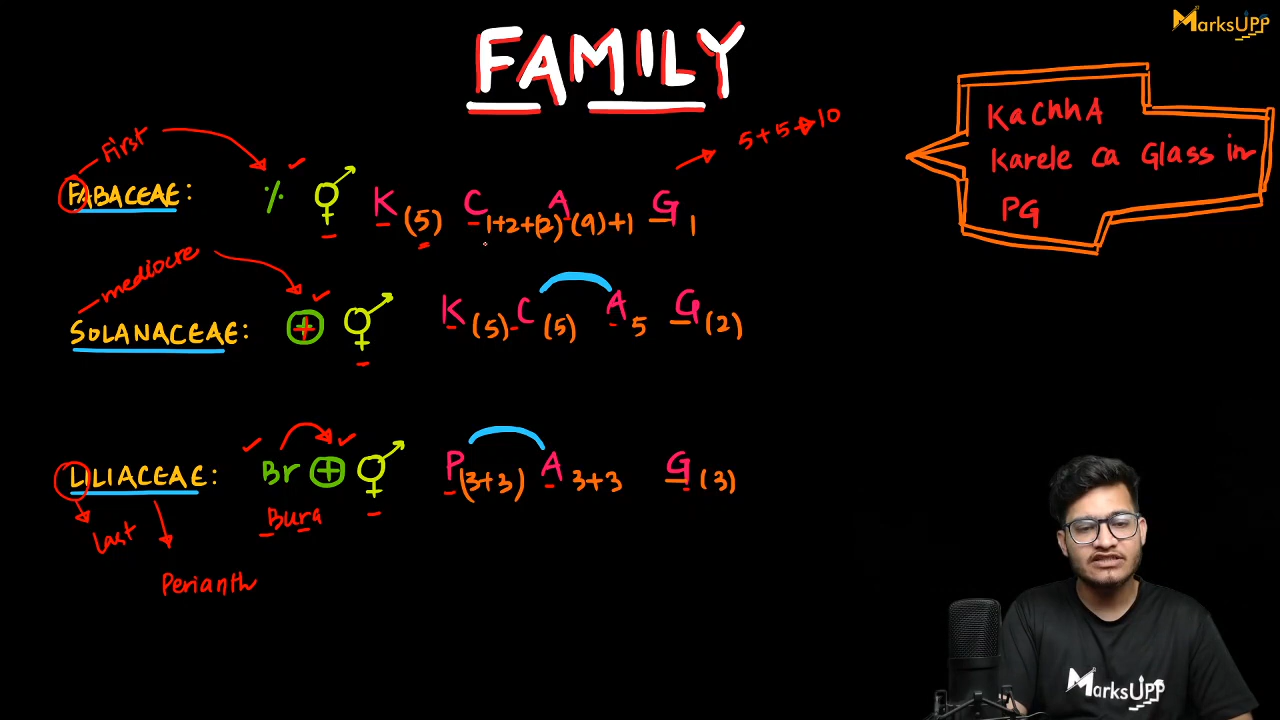 MarksUPP
FAMILY
KaChhA
Karele Ca Glass in
PG
5+5→10
First
FABACEAE: % ⚥ K(5) C1+2+(2) A(9)+1 G1
mediocre
SOLANACEAE: ⊕ ⚥ K(5) C(5) A5 G(2)
LILIACEAE: Br ⊕ ⚥ P(3+3) A3+3 G(3)
Bura
Last
Perianth
MarksUPP